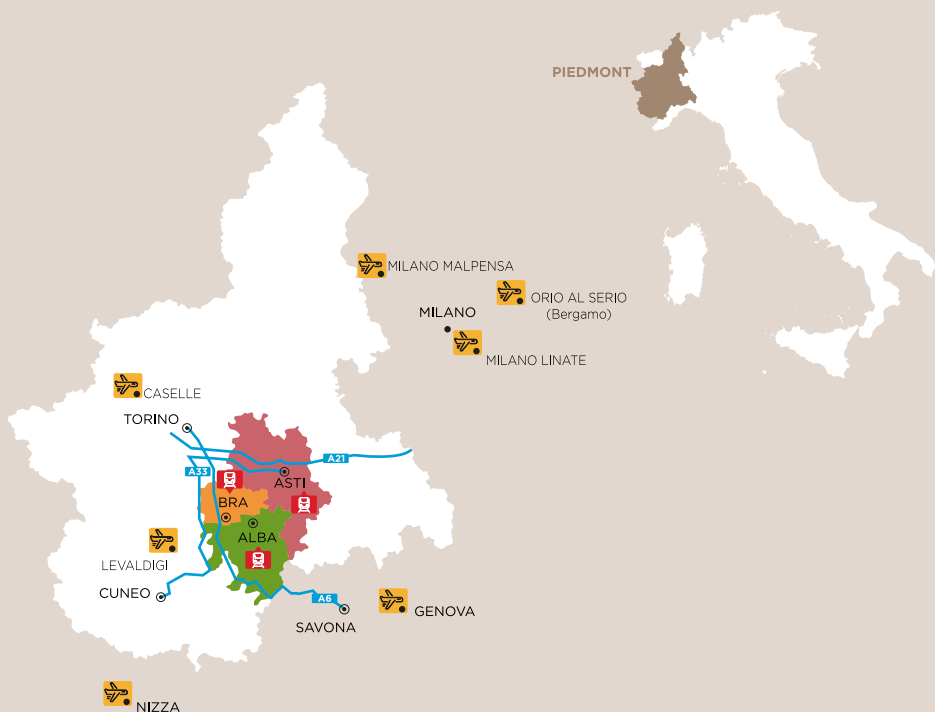 PIEDMONT
MILANO MALPENSA
ORIO AL SERIO
(Bergamo)
MILANO
MILANO LINATE
CASELLE
TORINO
A21
A33
ASTI
BRA
ALBA
LEVALDIGI
CUNEO
A6
SAVONA
GENOVA
NIZZA